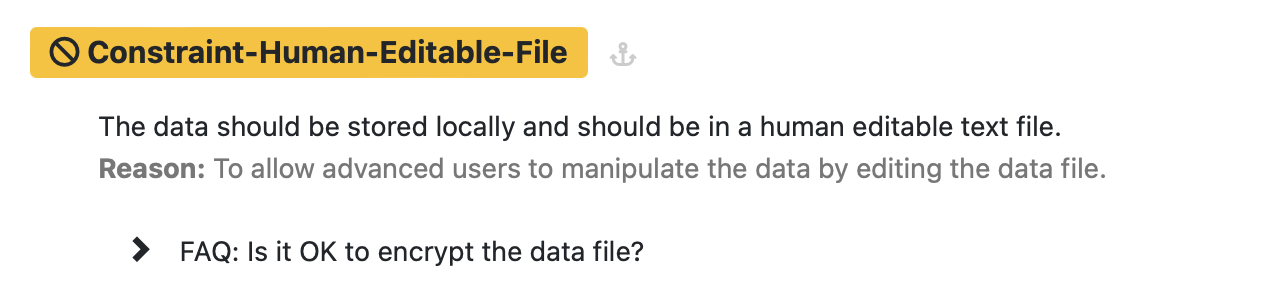 Constraint-Human-Editable-File
The data should be stored locally and should be in a human editable text file.
Reason: To allow advanced users to manipulate the data by editing the data file.
FAQ: Is it OK to encrypt the data file?